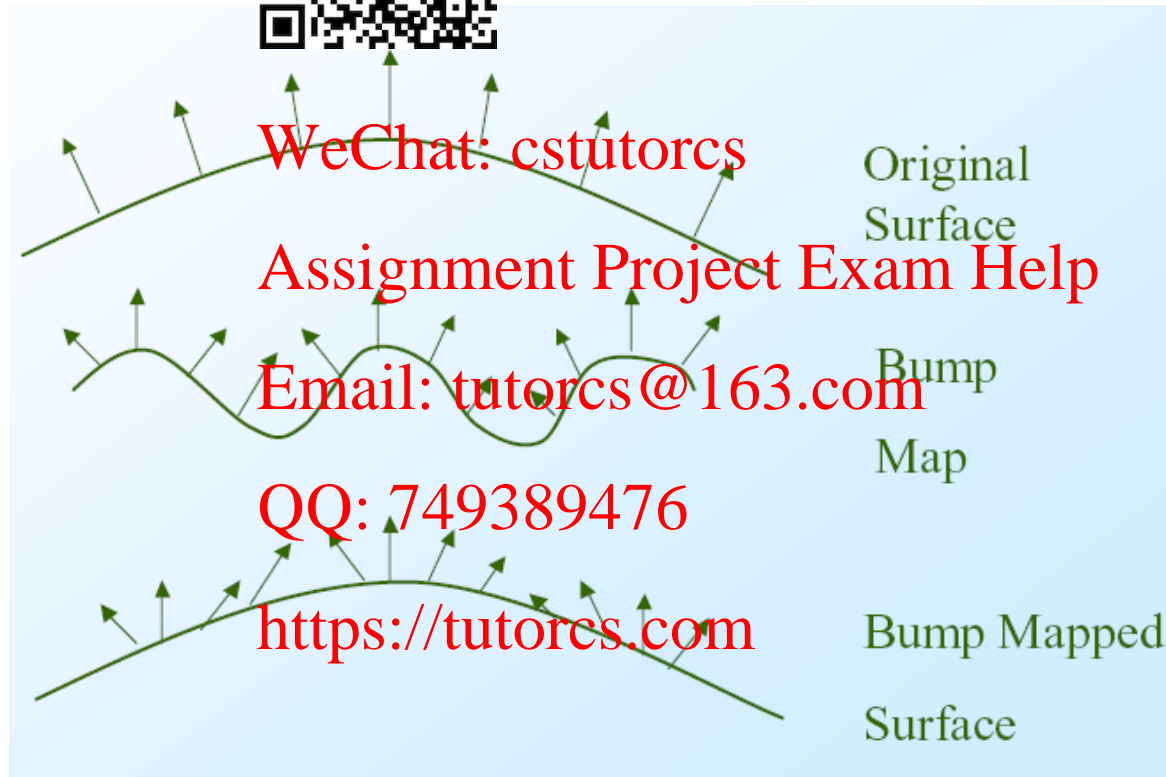 WeChat: cstutorcs
Original
Surface
Assignment Project Exam Help
Bump
Email: tutorcs@163.com
Map
QQ: 749389476
https://tutorcs.com
Bump Mapped
Surface